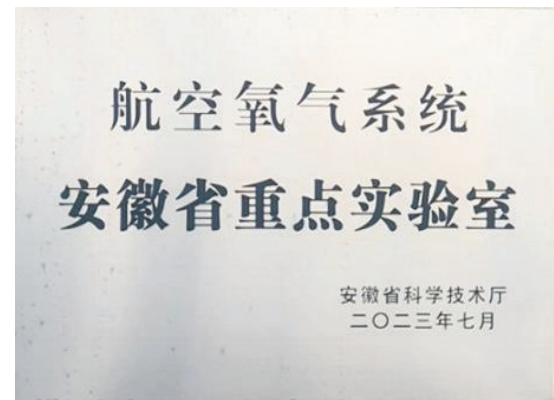 航空氧气系统
安徽省重点实验室
安徽省科学技术厅
二〇二三年七月